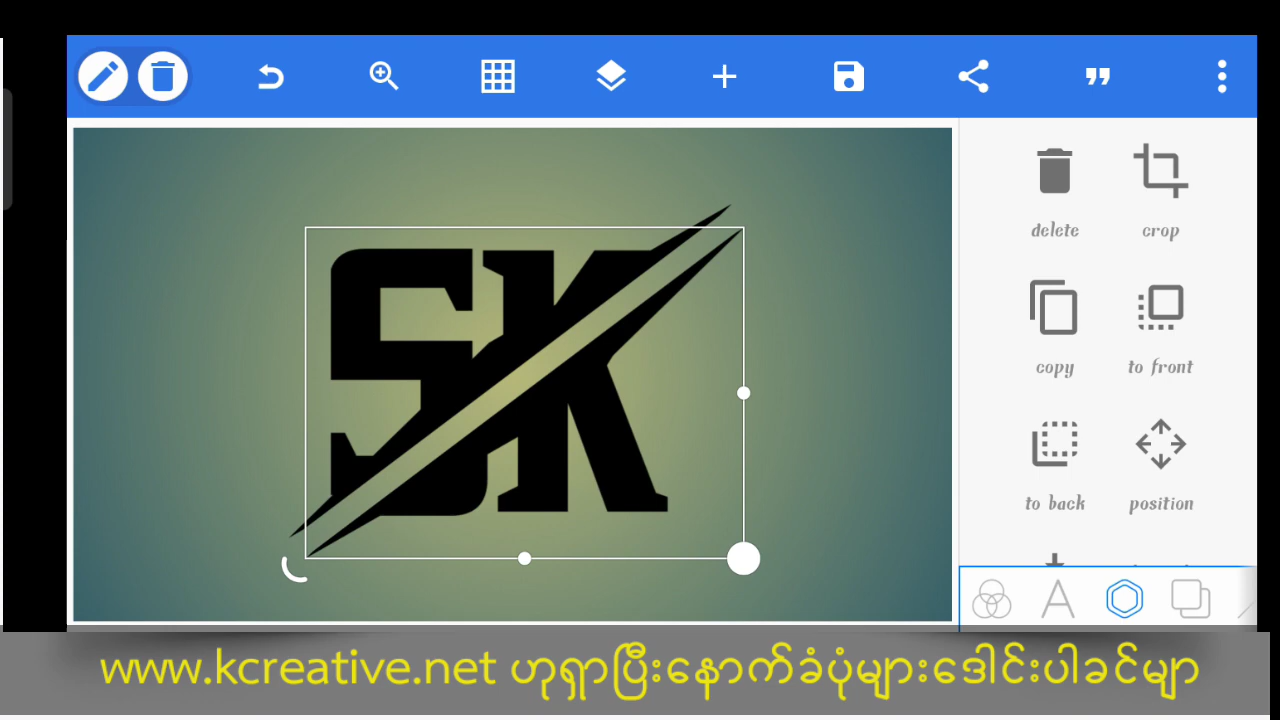 SK
delete
crop
copy
to front
to back
position
www.kcreative.net ဟုရှာပြီးနောက်ခံပုံများဒေါင်းပါခင်မျာ